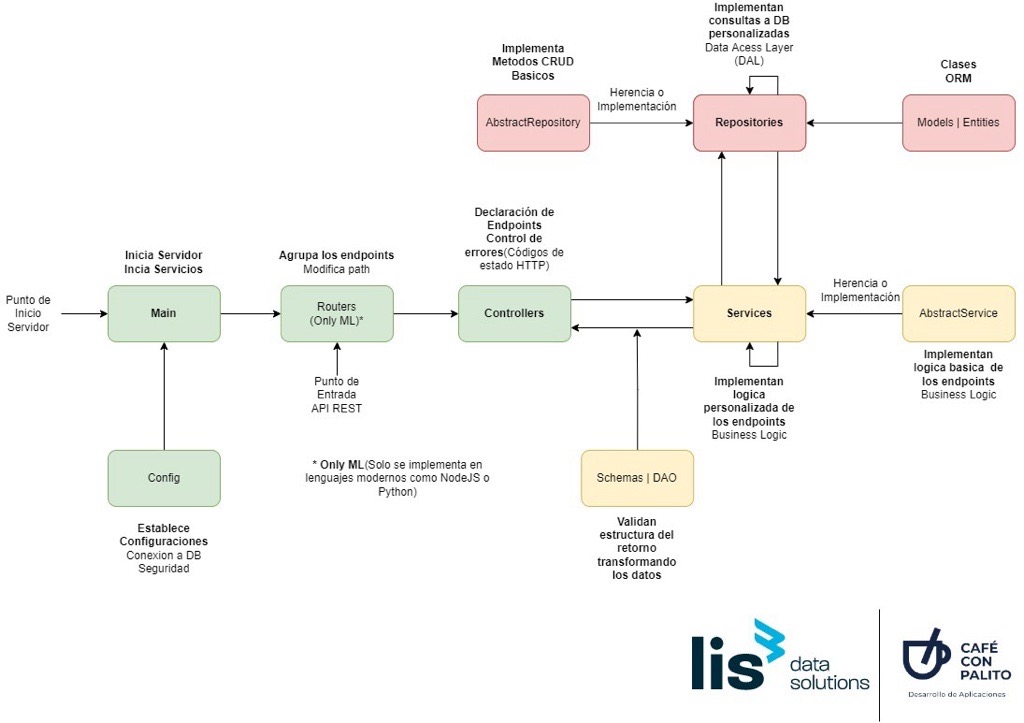 Implementan
consultas a DB
personalizadas
Data Acess Layer
(DAL)
Implementa
Metodos CRUD
Basicos
Clases
ORM
Herencia o
Implementación
AbstractRepository
Repositories
Models | Entities
Declaración de
Endpoints
Control de
errores(Códigos de
estado HTTP)
Inicia Servidor
Incia Servicios
Agrupa los endpoints
Modifica path
Herencia o
Implementación
Punto de
Inicio
Servidor
Main
Routers
(Only ML)*
Controllers
Services
AbstractService
Punto de
Entrada
API REST
Implementan
logica
personalizada de
los endpoints
Business Logic
Implementan
logica basica de
los endpoints
Business Logic
* Only ML(Solo se implementa en
lenguajes modernos como NodeJS o
Python)
Config
Schemas | DAO
Establece
Configuraciones
Conexion a DB
Seguridad
Validan
estructura del
retorno
transformando
los datos
lis
data
solutions
CAFÉ
CON
PALITO
Desarrollo de Aplicaciones